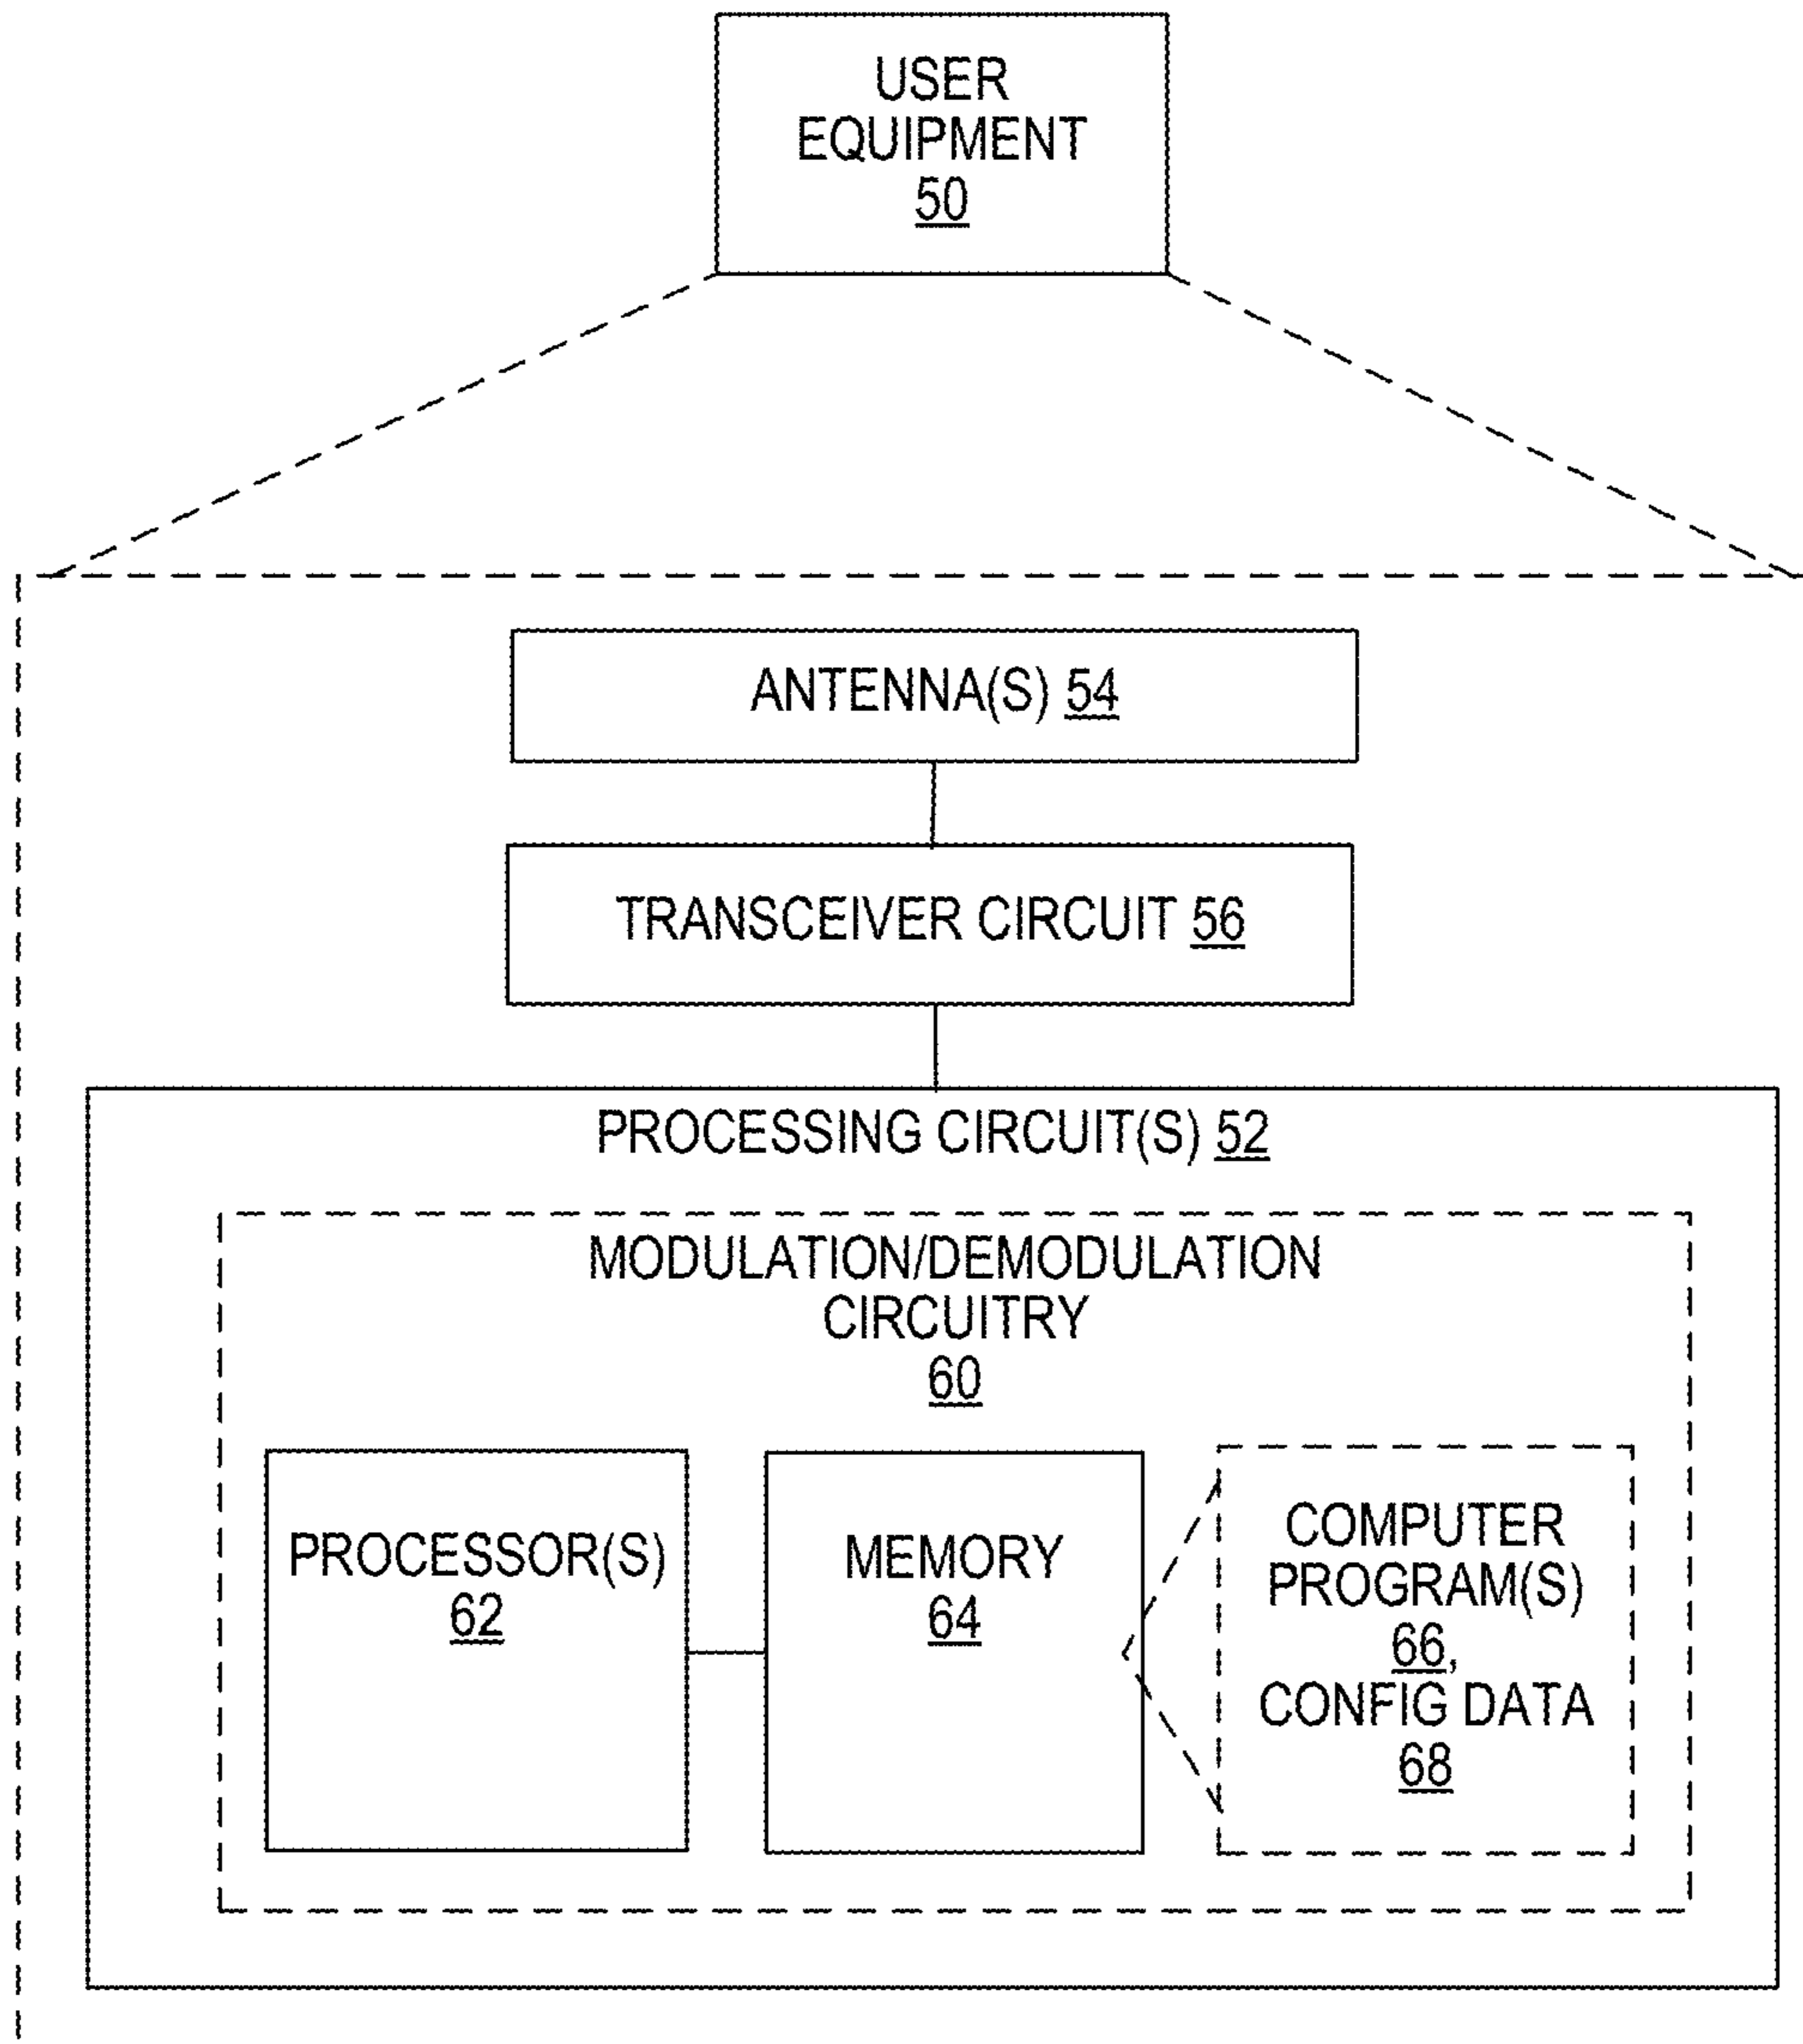 USER
EQUIPMENT
50
ANTENNA(S) 54
TRANSCEIVER CIRCUIT 56
PROCESSING CIRCUIT(S) 52
MODULATION/DEMODULATION
CIRCUITRY
60
PROCESSOR(S)
62
MEMORY
64
COMPUTER
PROGRAM(S)
66,
CONFIG DATA
68